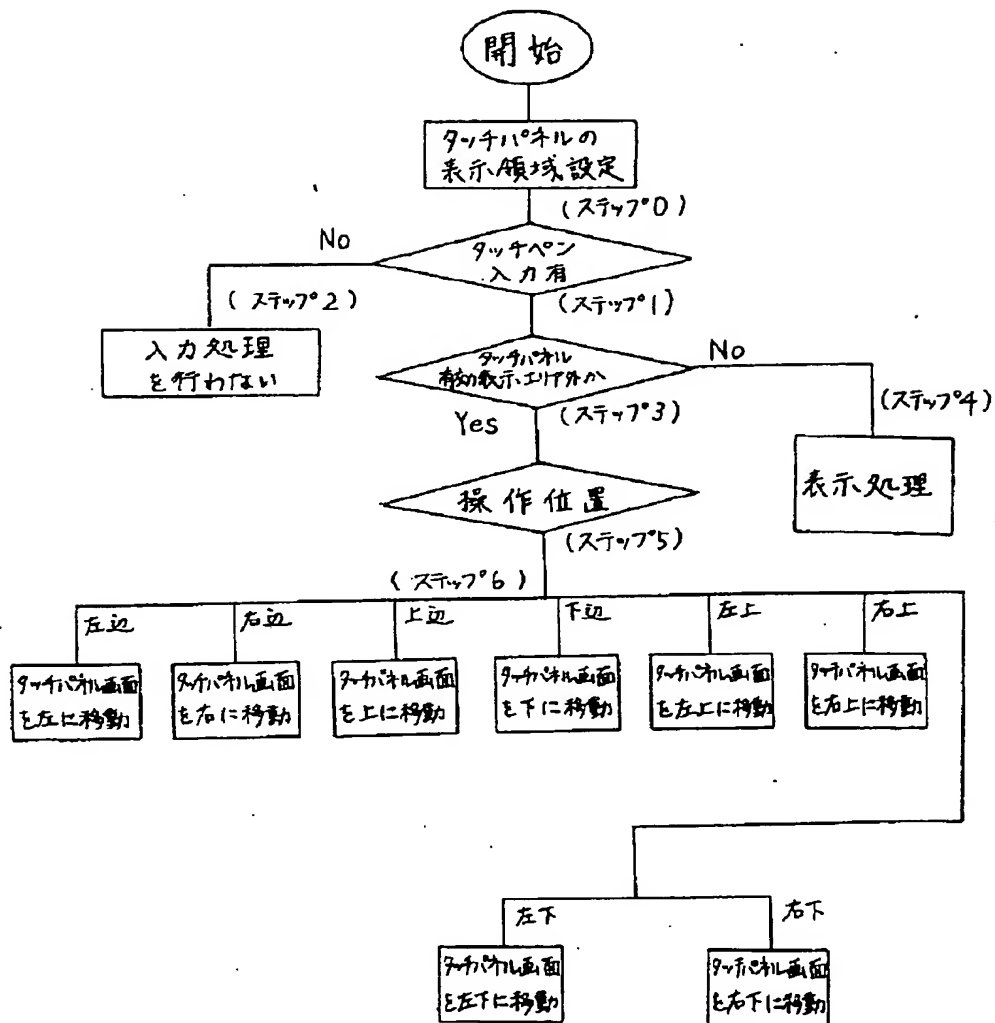 開始
タッチパネルの
表示領域設定
(ステップ0)
No
タッチペン
入力有
(ステップ2)
(ステップ1)
入力処理
を行わない
タッチパネル
有効表示エリア外か
No
Yes
(ステップ3)
(ステップ4)
操作位置
表示処理
(ステップ5)
(ステップ6)
左辺
右辺
上辺
下辺
左上
右上
タッチパネル画面
を左に移動
タッチパネル画面
を右に移動
タッチパネル画面
を上に移動
タッチパネル画面
を下に移動
タッチパネル画面
を左上に移動
タッチパネル画面
を右上に移動
左下
右下
タッチパネル画面
を左下に移動
タッチパネル画面
を右下に移動